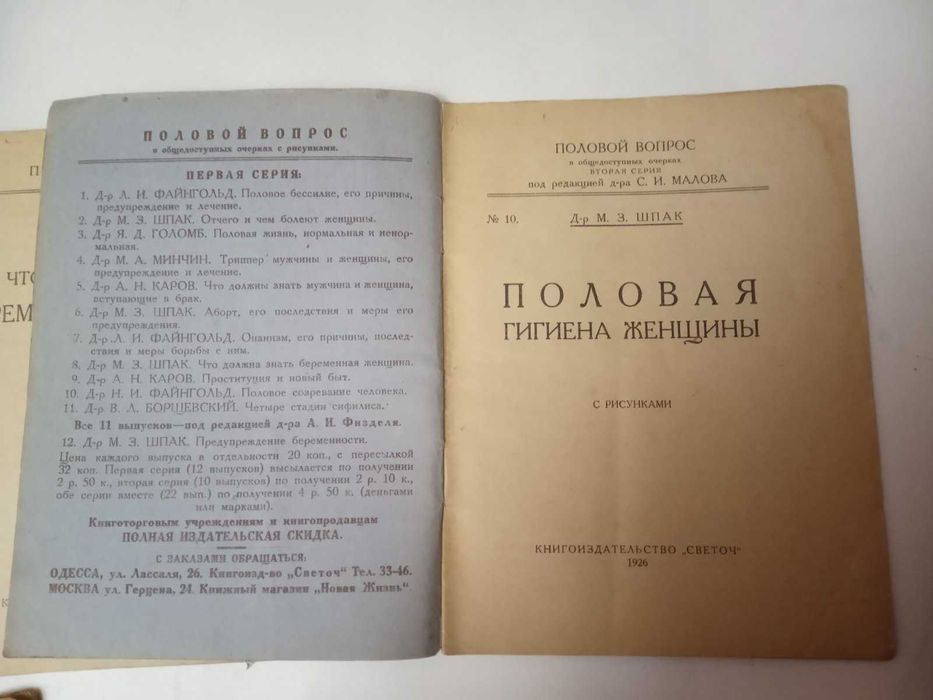 П
ЧТО
РЕМ
К
ПОЛОВОЙ ВОПРОС
в общедоступных очерках с рисунками.
ПЕРВАЯ СЕРИЯ:
1. Д-р Л. И. ФАЙНГОЛЬД. Половое бессилие, его причины,
предупреждение и лечение.
2. Д-р М. З. ШПАК. Отчего и чем болеют женщины.
3. Д-р Я. Д. ГОЛОМБ. Половая жизнь, нормальная и ненор-
мальная.
4. Д-р М. А. МИНЧИН. Триппер мужчины и женщины, его
предупреждение и лечение.
5. Д-р А. Н. КАРОВ. Что должны знать мужчина и женщина,
вступающие в брак.
6. Д-р М. З. ШПАК. Аборт, его последствия и меры его
предупреждения.
7. Д-р Л. И. ФАЙНГОЛЬД. Онанизм, его причины, послед-
ствия и меры борьбы с ним.
8. Д-р М. З. ШПАК. Что должна знать беременная женщина.
9. Д-р А. Н. КАРОВ. Проституция и новый быт.
10. Д-р Н. И. ФАЙНГОЛЬД. Половое созревание человека.
11. Д-р В. Л. БОРШЕВСКИЙ. Четыре стадии сифилиса.
Все 11 выпусков—под редакцией д-ра А. И. Физделя.
12. Д-р М. З. ШПАК. Предупреждение беременности.
Цена каждого выпуска в отдельности 20 коп., с пересылкой
32 коп. Первая серия (12 выпусков) высылается по получении
2 р. 50 к., вторая серия (10 выпусков) по получении 2 р. 10 к.,
обе серии вместе (22 вып.) по получении 4 р. 50 к. (деньгами
или марками).
Книготорговым учреждениям и книгопродавцам
ПОЛНАЯ ИЗДАТЕЛЬСКАЯ СКИДКА.
С ЗАКАЗАМИ ОБРАЩАТЬСЯ:
ОДЕССА, ул. Лассаля, 26. Книгоизд-во „Светоч" Тел. 33-46.
МОСКВА ул. Герцена, 24. Книжный магазин „Новая Жизнь".
ПОЛОВОЙ ВОПРОС
в общедоступных очерках
ВТОРАЯ СЕРИЯ
под редакцией д-ра С. И. МАЛОВА
№ 10. Д-р М. З. ШПАК
ПОЛОВАЯ
ГИГИЕНА ЖЕНЩИНЫ
С РИСУНКАМИ
КНИГОИЗДАТЕЛЬСТВО „СВЕТОЧ"
1926